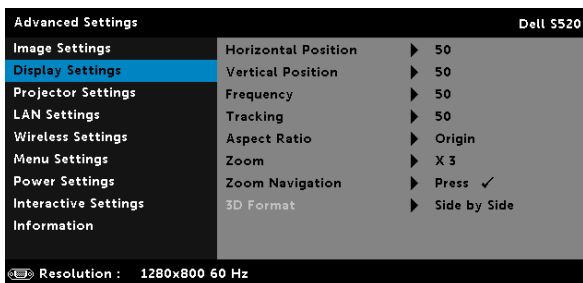 Advanced Settings Dell S520
Image Settings Horizontal Position 50
Display Settings Vertical Position 50
Projector Settings Frequency 50
LAN Settings Tracking 50
Wireless Settings Aspect Ratio Origin
Menu Settings Zoom X 3
Power Settings Zoom Navigation Press ✓
Interactive Settings 3D Format Side by Side
Information
Resolution : 1280x800 60 Hz